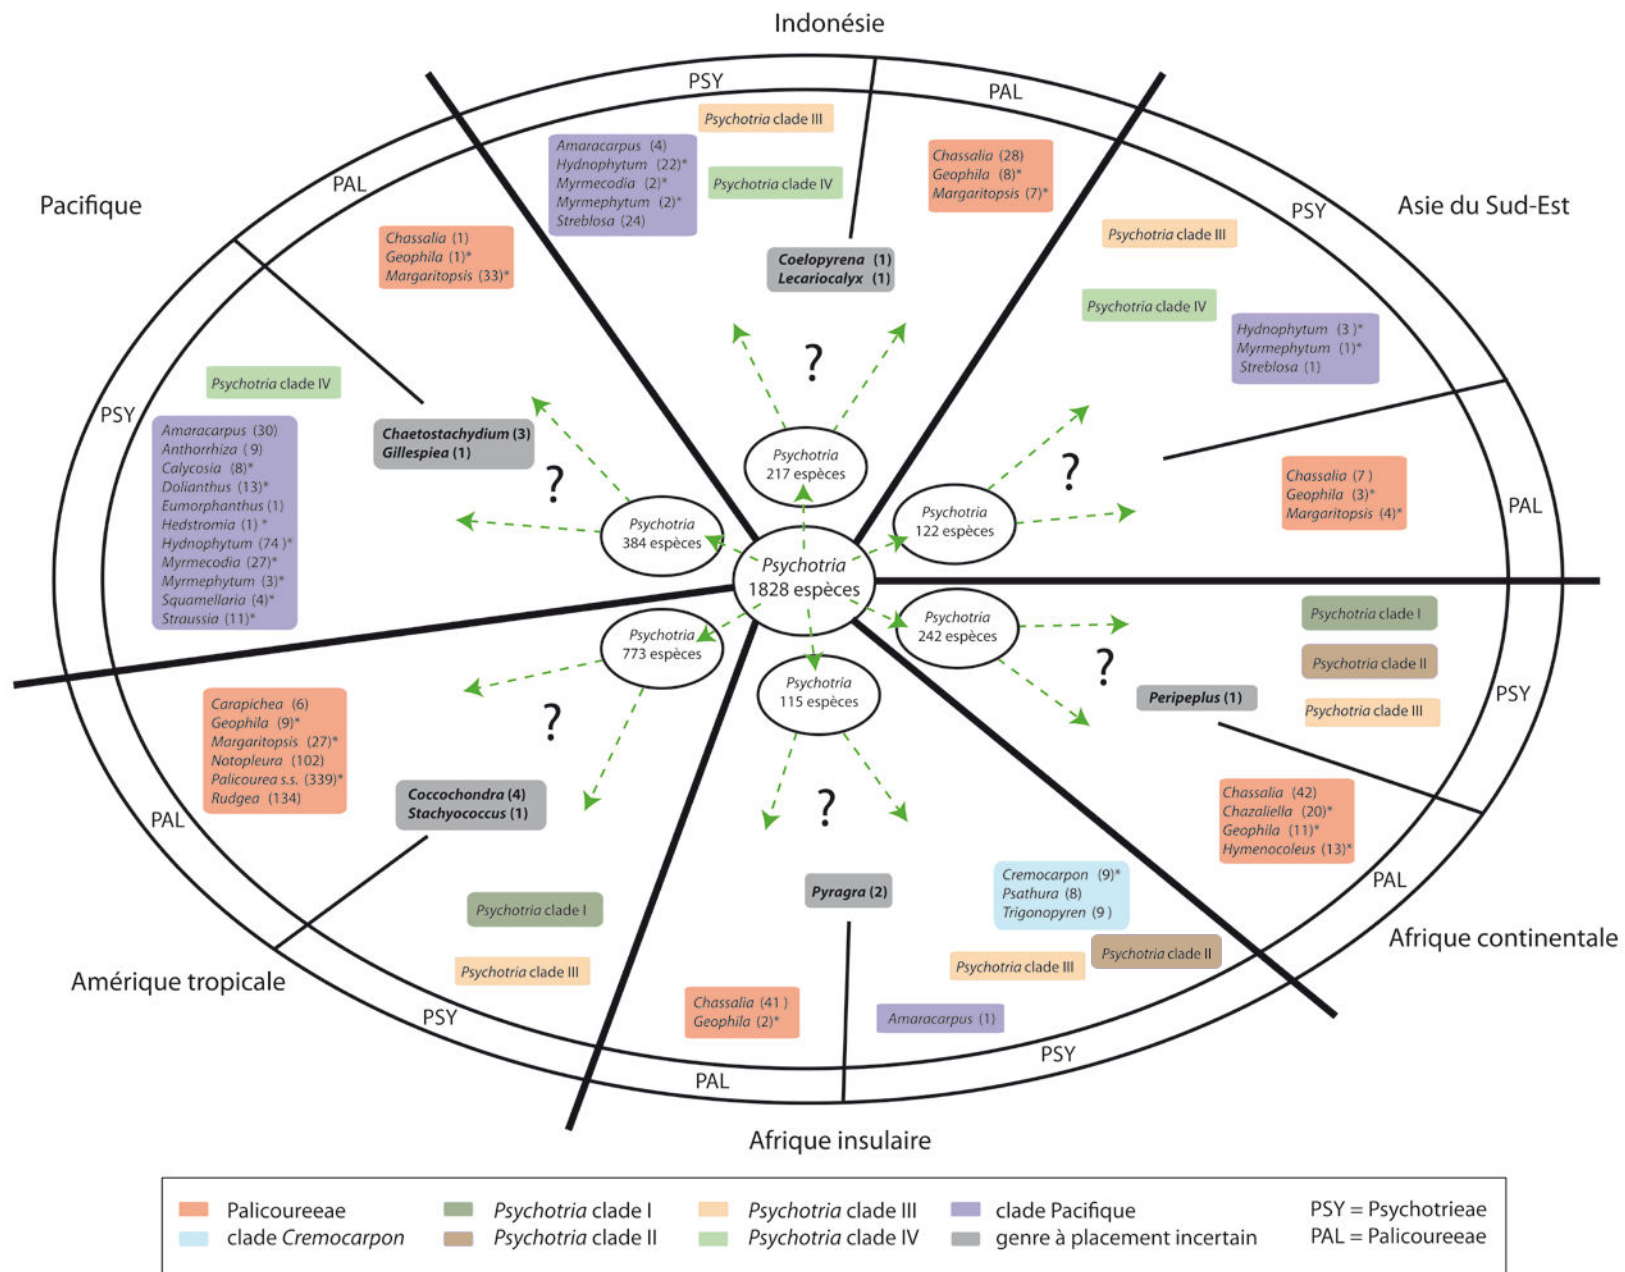 Indonésie
PSY
PAL
Psychotria clade III
Amaracarpus (4)
Hydnophytum (22)*
Myrmecodia (2)*
Myrmephytum (2)*
Streblosa (24)
Psychotria clade IV
Chassalia (28)
Geophila (8)*
Margaritopsis (7)*
Coelopyrena (1)
Lecariocalyx (1)
?
Psychotria
217 espèces
Asie du Sud-Est
PSY
Psychotria clade III
Psychotria clade IV
Hydnophytum (3 )*
Myrmephytum (1)*
Streblosa (1)
?
Psychotria
122 espèces
Chassalia (7 )
Geophila (3)*
Margaritopsis (4)*
PAL
Pacifique
PAL
Chassalia (1)
Geophila (1)*
Margaritopsis (33)*
Psychotria clade IV
PSY
Chaetostachydium (3)
Gillespiea (1)
Amaracarpus (30)
Anthorrhiza ( 9)
Calycosia (8)*
Dolianthus (13)*
Eumorphanthus (1)
Hedstromia (1) *
Hydnophytum (74 )*
Myrmecodia (27)*
Myrmephytum (3)*
Squamellaria (4)*
Straussia (11)*
?
Psychotria
384 espèces
Psychotria
1828 espèces
Psychotria
242 espèces
?
Psychotria clade I
Psychotria clade II
Psychotria clade III
Peripeplus (1)
PSY
Chassalia (42)
Chazaliella (20)*
Geophila (11)*
Hymenocoleus (13)*
PAL
Afrique continentale
Psychotria
773 espèces
?
Carapichea (6)
Geophila (9)*
Margaritopsis (27)*
Notopleura (102)
Palicourea s.s. (339)*
Rudgea (134)
Coccochondra (4)
Stachyococcus (1)
PAL
Psychotria clade I
Psychotria clade III
Amérique tropicale
PSY
Psychotria
115 espèces
?
Pyragra (2)
Cremocarpon (9)*
Psathura (8)
Trigonopyren (9 )
Psychotria clade II
Psychotria clade III
Chassalia (41 )
Geophila (2)*
Amaracarpus (1)
PSY
PAL
Afrique insulaire
Palicoureeae
Psychotria clade I
Psychotria clade III
clade Pacifique
PSY = Psychotrieae
clade Cremocarpon
Psychotria clade II
Psychotria clade IV
genre à placement incertain
PAL = Palicoureeae